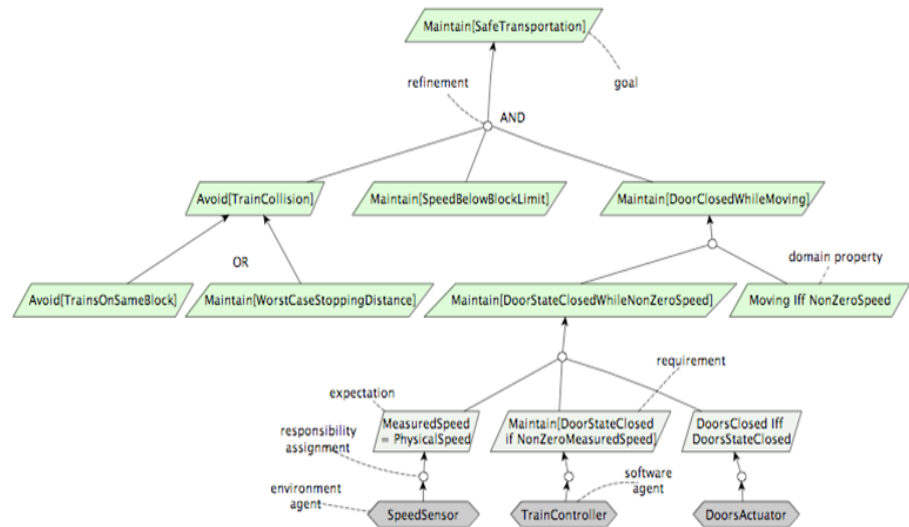 Maintain[SafeTransportation]
refinement
goal
AND
Avoid[TrainCollision]
Maintain[SpeedBelowBlockLimit]
Maintain[DoorClosedWhileMoving]
domain property
OR
Avoid[TrainsOnSameBlock]
Maintain[WorstCaseStoppingDistance]
Maintain[DoorStateClosedWhileNonZeroSpeed]
Moving Iff NonZeroSpeed
requirement
expectation
MeasuredSpeed
= PhysicalSpeed
Maintain[DoorStateClosed
if NonZeroMeasuredSpeed]
DoorsClosed Iff
DoorsStateClosed
responsibility
assignment
software
agent
environment
agent
SpeedSensor
TrainController
DoorsActuator